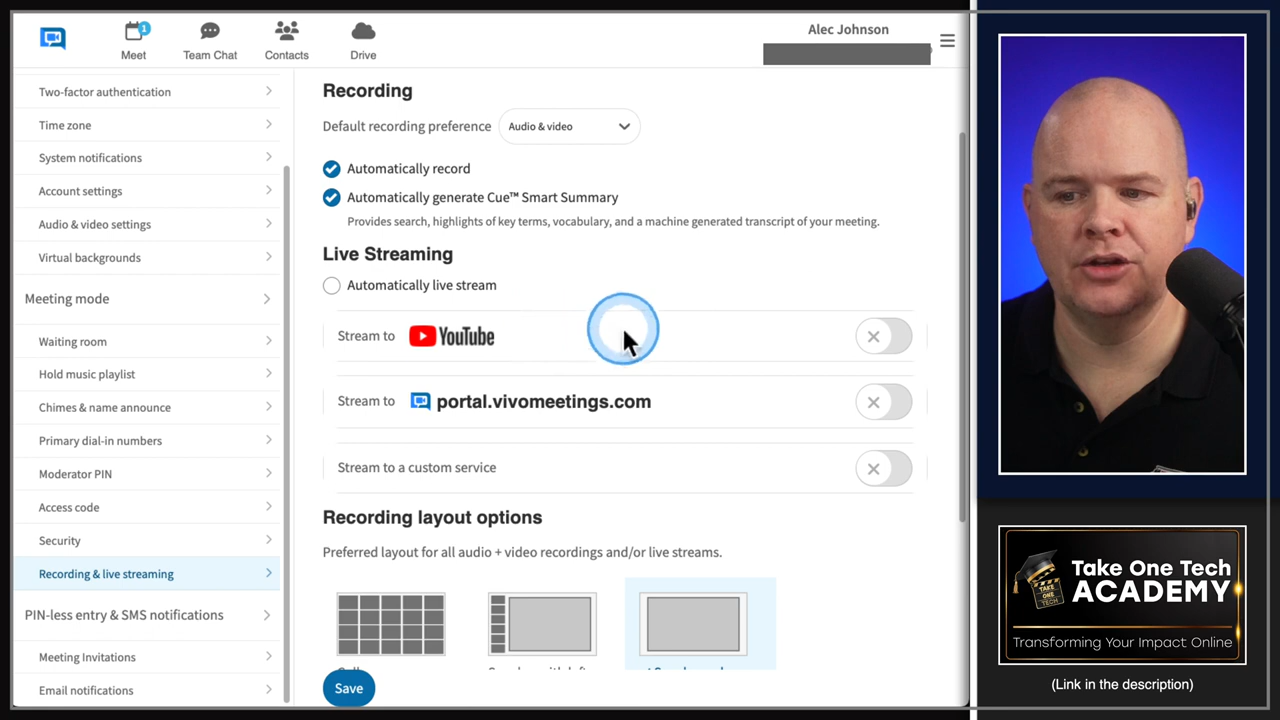 1
Meet
Team Chat
Contacts
Drive
Alec Johnson
Two-factor authentication
Time zone
System notifications
Account settings
Audio & video settings
Virtual backgrounds
Meeting mode
Waiting room
Hold music playlist
Chimes & name announce
Primary dial-in numbers
Moderator PIN
Access code
Security
Recording & live streaming
PIN-less entry & SMS notifications
Meeting Invitations
Email notifications
Recording
Default recording preference Audio & video
Automatically record
Automatically generate Cue™ Smart Summary
Provides search, highlights of key terms, vocabulary, and a machine generated transcript of your meeting.
Live Streaming
Automatically live stream
Stream to YouTube
Stream to portal.vivomeetings.com
Stream to a custom service
Recording layout options
Preferred layout for all audio + video recordings and/or live streams.
Save
TAKE ONE TECH
Take One Tech
ACADEMY
Transforming Your Impact Online
(Link in the description)